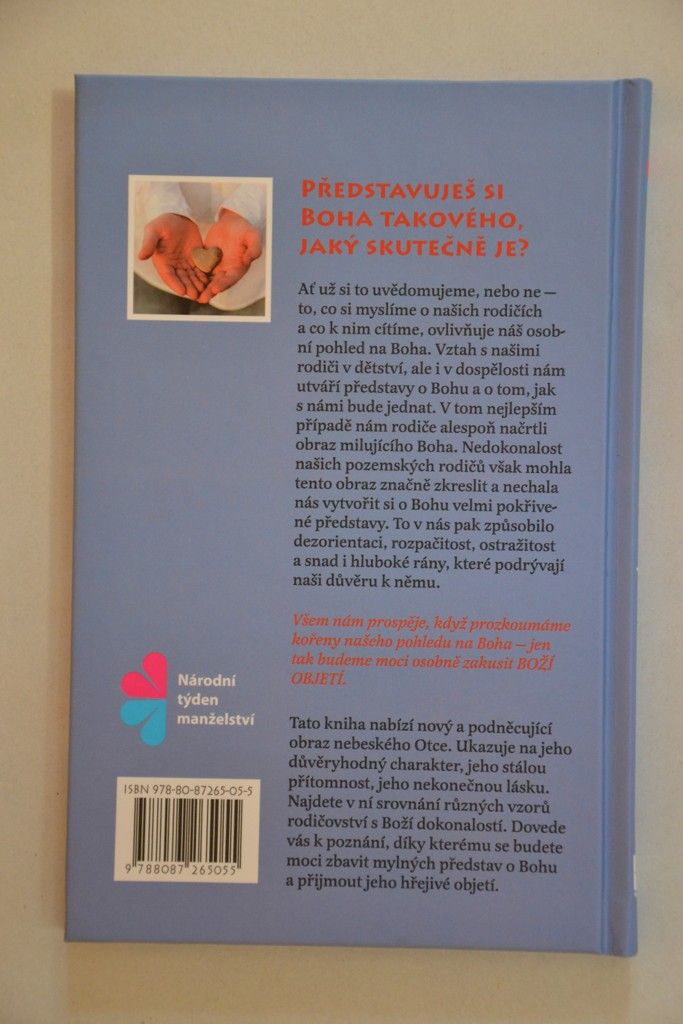 PŘEDSTAVUJEŠ SI
BOHA TAKOVÉHO,
JAKÝ SKUTEČNĚ JE?
Ať už si to uvědomujeme, nebo ne —
to, co si myslíme o našich rodičích
a co k nim cítíme, ovlivňuje náš osob-
ní pohled na Boha. Vztah s našimi
rodiči v dětství, ale i v dospělosti nám
utváří představy o Bohu a o tom, jak
s námi bude jednat. V tom nejlepším
případě nám rodiče alespoň načrtli
obraz milujícího Boha. Nedokonalost
našich pozemských rodičů však mohla
tento obraz značně zkreslit a nechala
nás vytvořit si o Bohu velmi pokřive-
né představy. To v nás pak způsobilo
dezorientaci, rozpačitost, ostražitost
a snad i hluboké rány, které podrývají
naši důvěru k němu.
Všem nám prospěje, když prozkoumáme
kořeny našeho pohledu na Boha — jen
tak budeme moci osobně zakusit BOŽÍ
OBJETÍ.
Národní
týden
manželství
Tato kniha nabízí nový a podněcující
obraz nebeského Otce. Ukazuje na jeho
důvěryhodný charakter, jeho stálou
přítomnost, jeho nekonečnou lásku.
Najdete v ní srovnání různých vzorů
rodičovství s Boží dokonalostí. Dovede
vás k poznání, díky kterému se budete
moci zbavit mylných představ o Bohu
a přijmout jeho hřejivé objetí.
ISBN 978-80-87265-05-5
9 788087 265055